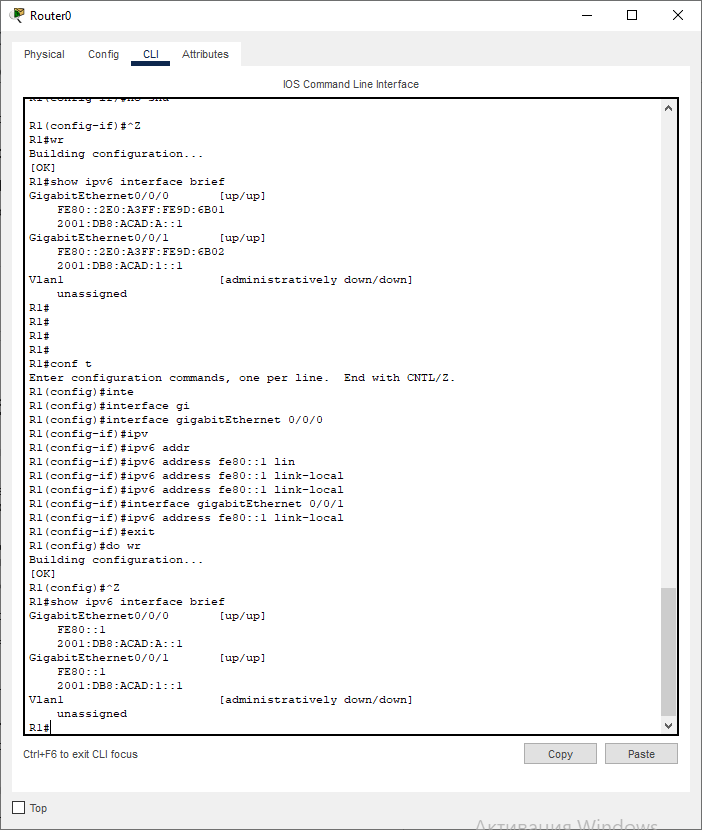 Router0
Physical Config CLI Attributes
IOS Command Line Interface
R1(config-if)#no shu
R1(config-if)#^Z
R1#wr
Building configuration...
[OK]
R1#show ipv6 interface brief
GigabitEthernet0/0/0 [up/up]
FE80::2E0:A3FF:FE9D:6B01
2001:DB8:ACAD:A::1
GigabitEthernet0/0/1 [up/up]
FE80::2E0:A3FF:FE9D:6B02
2001:DB8:ACAD:1::1
Vlan1 [administratively down/down]
unassigned
R1#
R1#
R1#
R1#
R1#conf t
Enter configuration commands, one per line. End with CNTL/Z.
R1(config)#inte
R1(config)#interface gi
R1(config)#interface gigabitEthernet 0/0/0
R1(config-if)#ipv
R1(config-if)#ipv6 addr
R1(config-if)#ipv6 address fe80::1 lin
R1(config-if)#ipv6 address fe80::1 link-local
R1(config-if)#ipv6 address fe80::1 link-local
R1(config-if)#interface gigabitEthernet 0/0/1
R1(config-if)#ipv6 address fe80::1 link-local
R1(config-if)#exit
R1(config)#do wr
Building configuration...
[OK]
R1(config)#^Z
R1#show ipv6 interface brief
GigabitEthernet0/0/0 [up/up]
FE80::1
2001:DB8:ACAD:A::1
GigabitEthernet0/0/1 [up/up]
FE80::1
2001:DB8:ACAD:1::1
Vlan1 [administratively down/down]
unassigned
R1#
Ctrl+F6 to exit CLI focus
Copy Paste
Top
Активация Windows